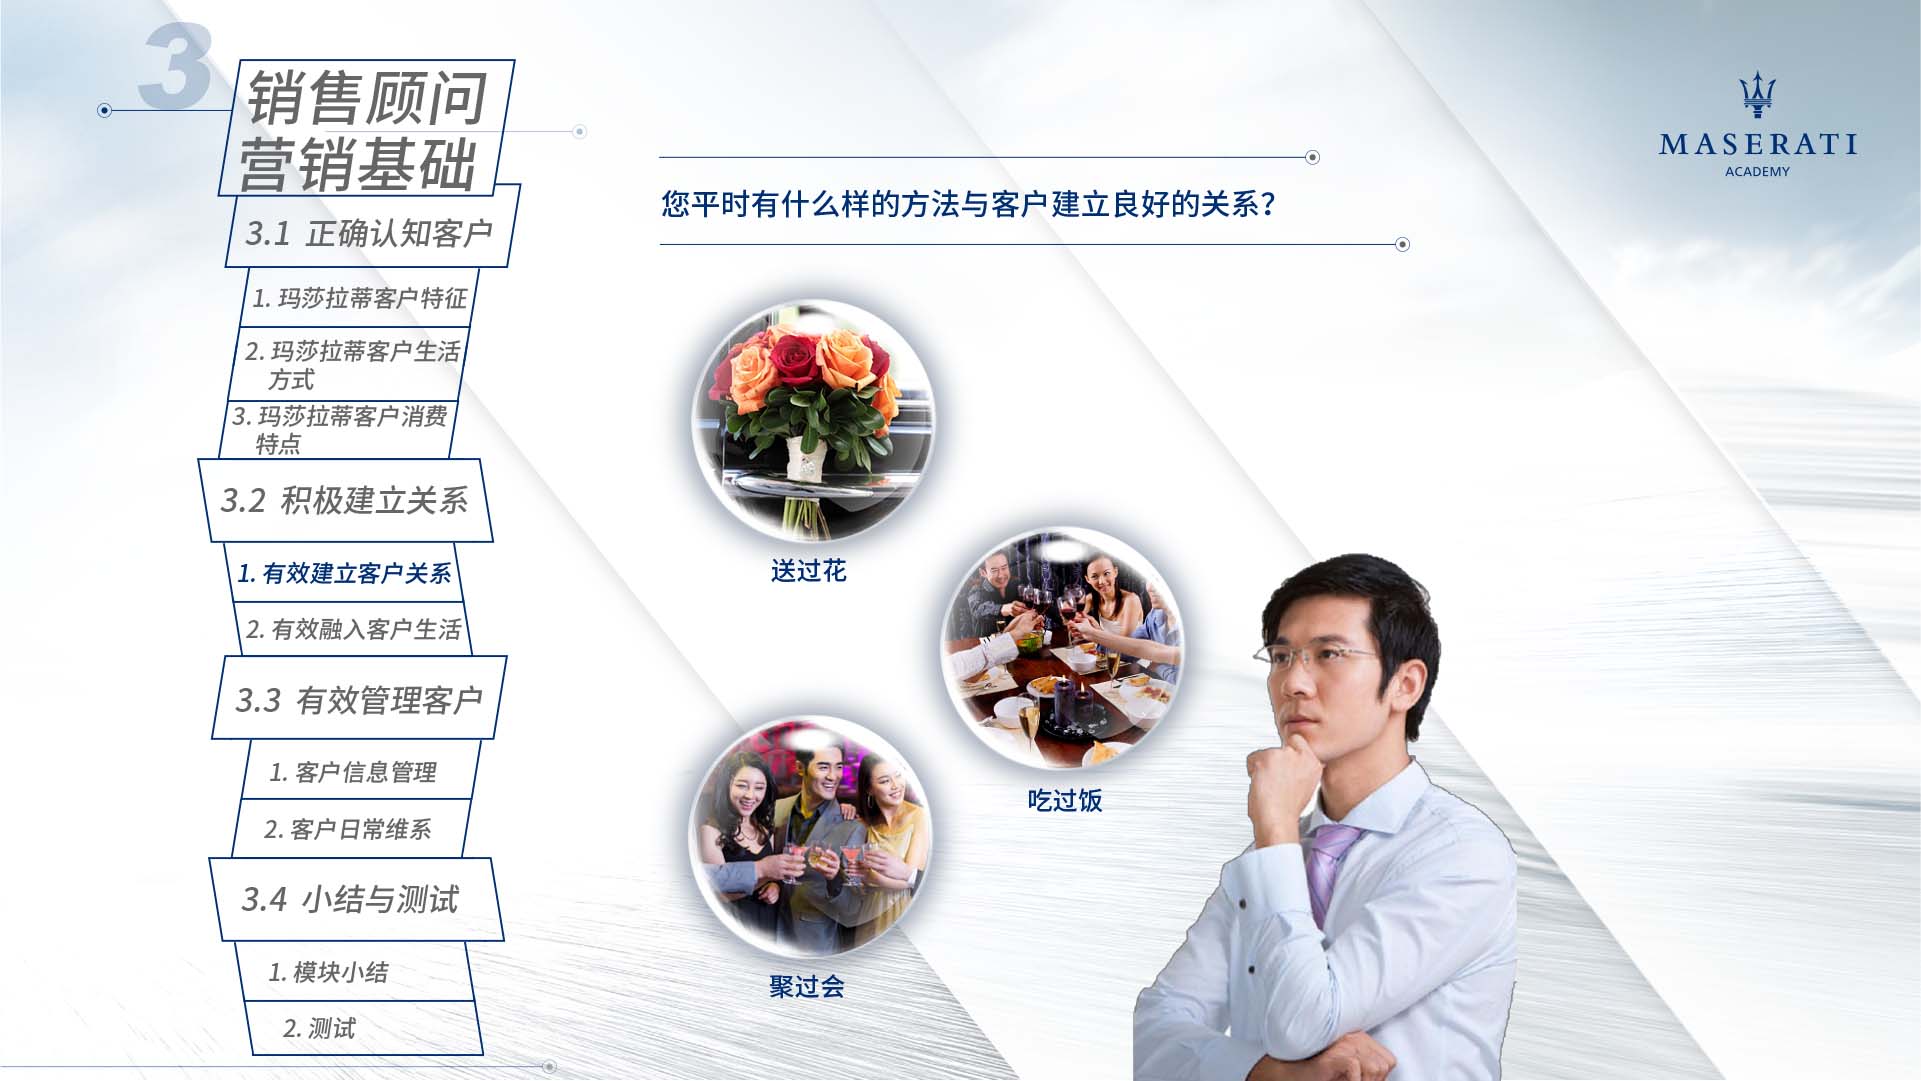 3
销售顾问
营销基础
3.1 正确认知客户
1. 玛莎拉蒂客户特征
2. 玛莎拉蒂客户生活
方式
3. 玛莎拉蒂客户消费
特点
3.2 积极建立关系
1. 有效建立客户关系
2. 有效融入客户生活
3.3 有效管理客户
1. 客户信息管理
2. 客户日常维系
3.4 小结与测试
1. 模块小结
2. 测试
您平时有什么样的方法与客户建立良好的关系?
送过花
吃过饭
聚过会
MASERATI
ACADEMY